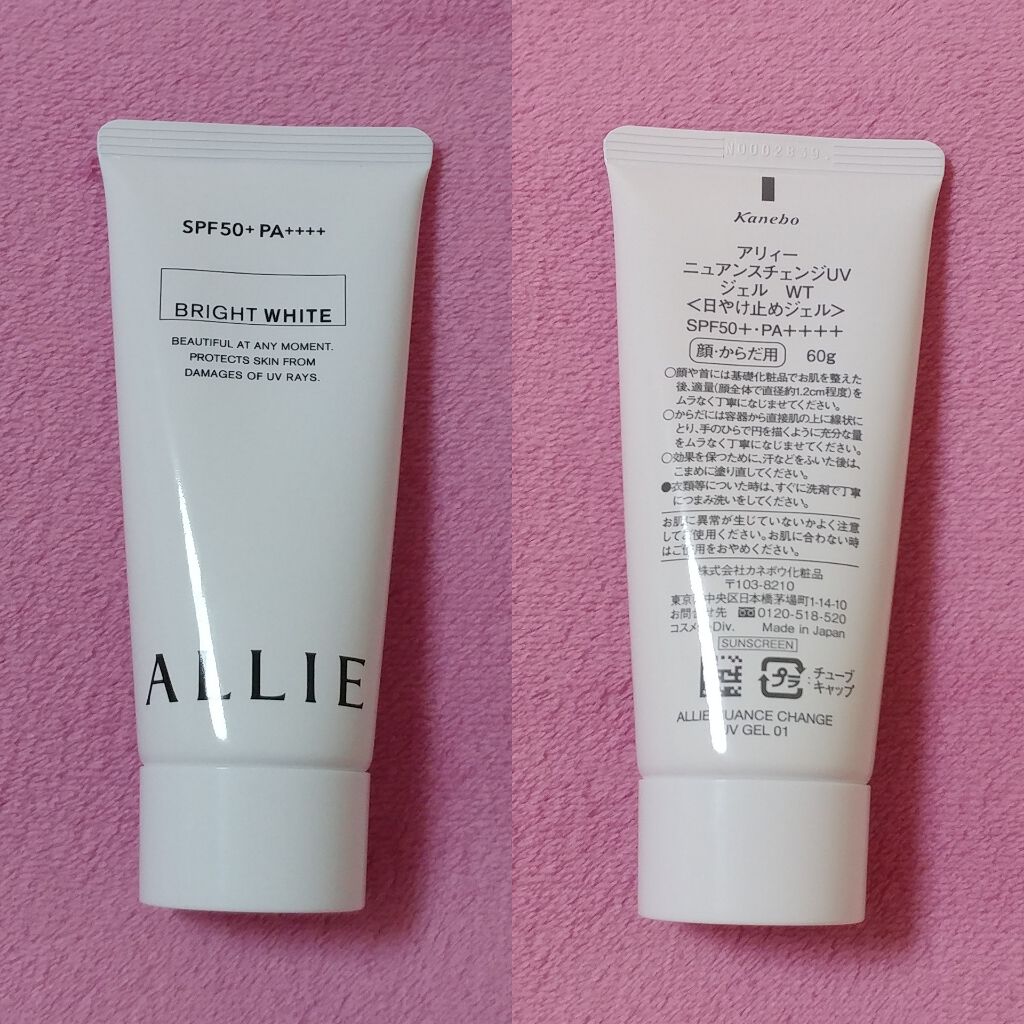 SPF50+ PA++++
BRIGHT WHITE
BEAUTIFUL AT ANY MOMENT.
PROTECTS SKIN FROM
DAMAGES OF UV RAYS.
ALLIE
Kanebo
アリィー
ニュアンスチェンジUV
ジェル WT
<日やけ止めジェル>
SPF50+・PA++++
顔・からだ用 60g
○顔や首には基礎化粧品でお肌を整えた
後、適量(顔全体で直径約1.2cm程度)を
ムラなく丁寧になじませてください。
○からだには容器から直接肌の上に線状に
とり、手のひらで円を描くように充分な量
をムラなく丁寧になじませてください。
○効果を保つために、汗などをふいた後は、
こまめに塗り直してください。
●衣類等についた時は、すぐに洗剤で丁寧
につまみ洗いをしてください。
お肌に異常が生じていないかよく注意
してご使用ください。お肌に合わない時
はご使用をおやめください。
株式会社カネボウ化粧品
〒103-8210
東京都中央区日本橋茅場町1-14-10
お問合せ先 0120-518-520
コスメ Div. Made in Japan
SUNSCREEN
プラ
:チューブ
キャップ
ALLIE NUANCE CHANGE
UV GEL 01